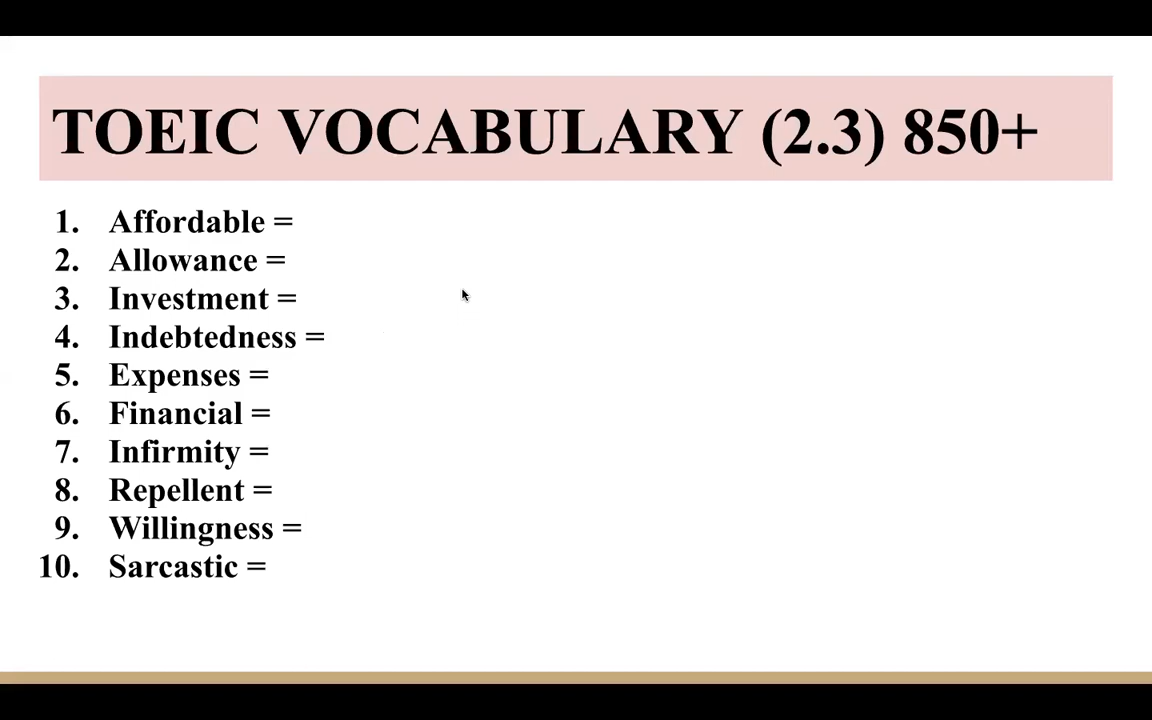 TOEIC VOCABULARY (2.3) 850+
1. Affordable =
2. Allowance =
3. Investment =
4. Indebtedness =
5. Expenses =
6. Financial =
7. Infirmity =
8. Repellent =
9. Willingness =
10. Sarcastic =